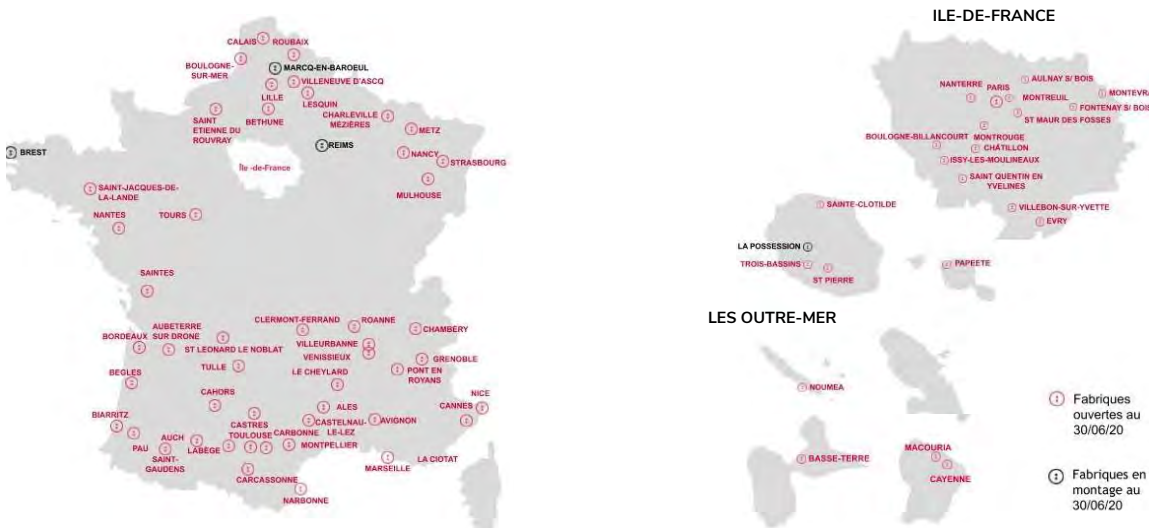 CALAIS
ROUBAIX
BOULOGNE-
SUR-MER
MARCQ-EN-BAROEUL
VILLENEUVE D'ASCQ
LILLE
LESQUIN
SAINT
ETIENNE DU
ROUVRAY
BETHUNE
CHARLEVILLE
MÉZIÈRES
METZ
BREST
REIMS
NANCY
STRASBOURG
Île -de-France
MULHOUSE
SAINT-JACQUES-DE-
LA-LANDE
NANTES
TOURS
SAINTES
CLERMONT-FERRAND
ROANNE
CHAMBÉRY
BORDEAUX
AUBETERRE
SUR DRONE
ST LEONARD LE NOBLAT
VILLEURBANNE
VENISSIEUX
GRENOBLE
TULLE
PONT EN
ROYANS
BEGLES
LE CHEYLARD
NICE
CAHORS
CANNES
BIARRITZ
ALES
CASTRES
CASTELNAU-
LE-LEZ
AVIGNON
PAU
AUCH
TOULOUSE
CARBONNE
LABÈGE
MONTPELLIER
SAINT-
GAUDENS
MARSEILLE
LA CIOTAT
CARCASSONNE
NARBONNE
ILE-DE-FRANCE
AULNAY S/ BOIS
NANTERRE
PARIS
MONTEVRA
MONTREUIL
FONTENAY S/ BOIS
ST MAUR DES FOSSES
BOULOGNE-BILLANCOURT
MONTROUGE
CHÂTILLON
ISSY-LES-MOULINEAUX
SAINT QUENTIN EN
YVELINES
VILLEBON-SUR-YVETTE
EVRY
SAINTE-CLOTILDE
LA POSSESSION
TROIS-BASSINS
ST PIERRE
PAPEETE
LES OUTRE-MER
NOUMEA
BASSE-TERRE
MACOURIA
CAYENNE
Fabriques
ouvertes au
30/06/20
Fabriques en
montage au
30/06/20